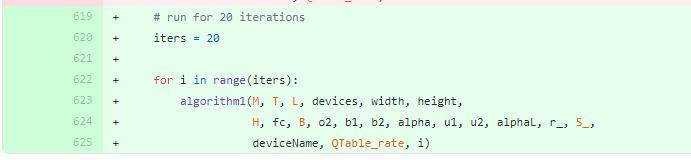 619 + # run for 20 iterations
620 + iters = 20
621 +
622 + for i in range(iters):
623 + algorithm1(M, T, L, devices, width, height,
624 + H, fc, B, o2, b1, b2, alpha, u1, u2, alphaL, r_, S_,
625 + deviceName, QTable_rate, i)